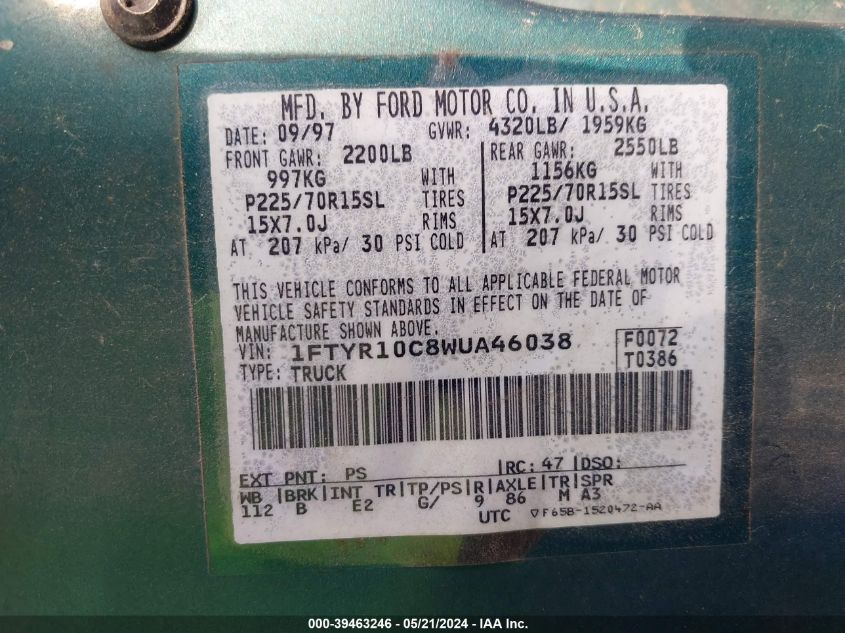 MFD. BY FORD MOTOR CO. IN U.S.A.
DATE: 09/97 GVWR: 4320LB/ 1959KG
FRONT GAWR: 2200LB REAR GAWR: 2550LB
997KG WITH 1156KG WITH
P225/70R15SL TIRES P225/70R15SL TIRES
15X7.0J RIMS 15X7.0J RIMS
AT 207 kPa/ 30 PSI COLD AT 207 kPa/ 30 PSI COLD
THIS VEHICLE CONFORMS TO ALL APPLICABLE FEDERAL MOTOR
VEHICLE SAFETY STANDARDS IN EFFECT ON THE DATE OF
MANUFACTURE SHOWN ABOVE.
VIN: 1FTYR10C8WUA46038 F0072
TYPE: TRUCK T0386
EXT PNT: PS |RC: 47 |DSO:
WB |BRK|INT TR|TP/PS|R|AXLE|TR|SPR
112 B E2 G/ 9 86 M A3
UTC ▽F65B-1520472-AA
000-39463246 - 05/21/2024 - IAA Inc.